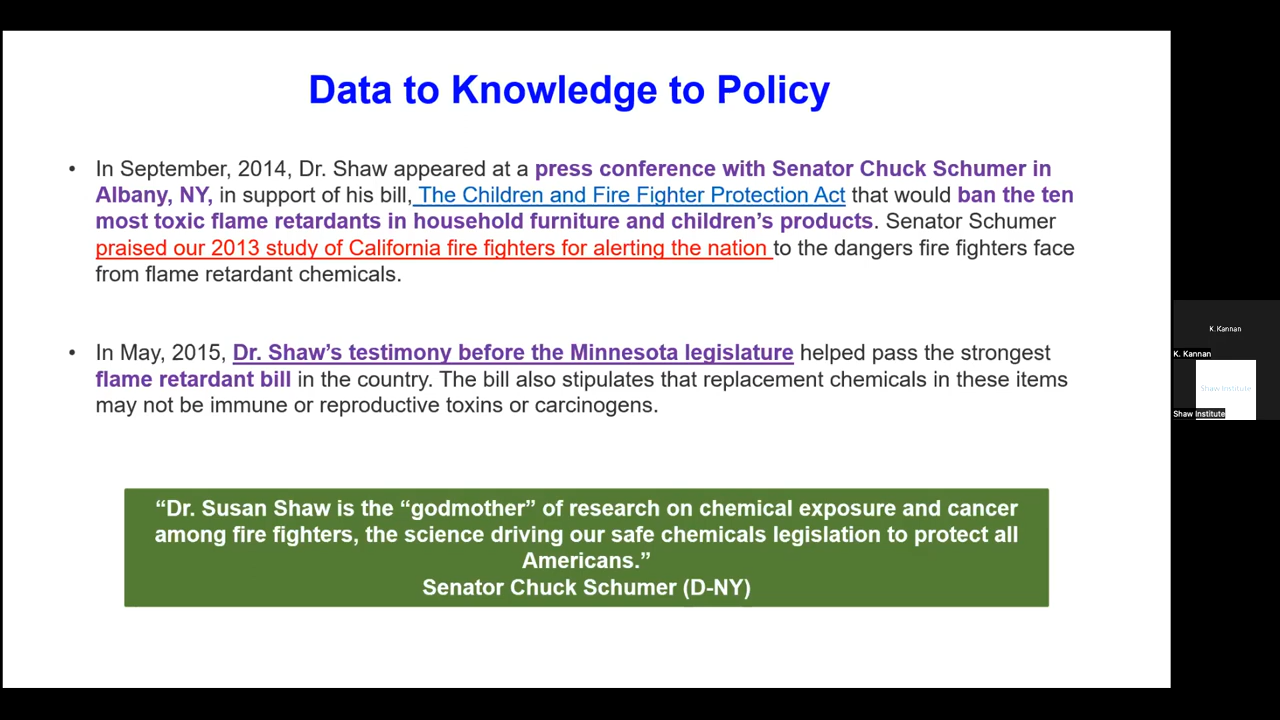 Data to Knowledge to Policy
• In September, 2014, Dr. Shaw appeared at a press conference with Senator Chuck Schumer in
Albany, NY, in support of his bill, The Children and Fire Fighter Protection Act that would ban the ten
most toxic flame retardants in household furniture and children’s products. Senator Schumer
praised our 2013 study of California fire fighters for alerting the nation to the dangers fire fighters face
from flame retardant chemicals.
• In May, 2015, Dr. Shaw’s testimony before the Minnesota legislature helped pass the strongest
flame retardant bill in the country. The bill also stipulates that replacement chemicals in these items
may not be immune or reproductive toxins or carcinogens.
“Dr. Susan Shaw is the “godmother” of research on chemical exposure and cancer
among fire fighters, the science driving our safe chemicals legislation to protect all
Americans.”
Senator Chuck Schumer (D-NY)
K. Kannan
K. Kannan
Shaw Institute
Shaw Institute